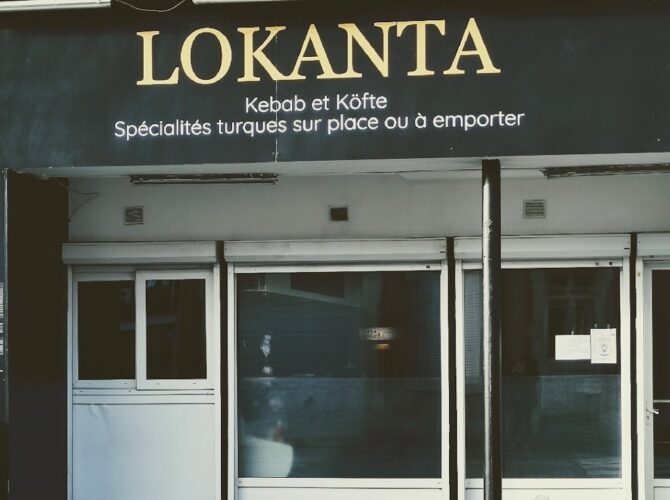 LOKANTA
Kebab et Köfte
Spécialités turques sur place ou à emporter